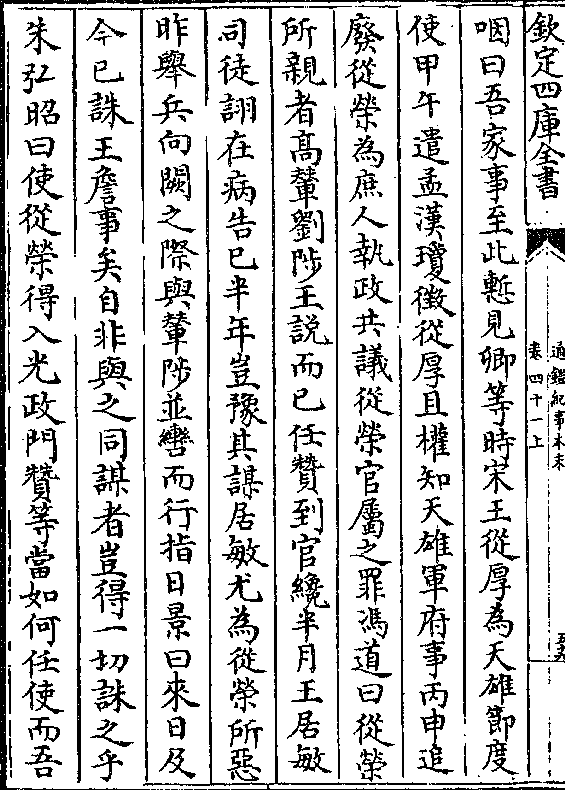 欽定四庫全書
通鑑紀事本末
卷四十一上
咽曰吾家事至此慙見卿等時宋王從厚為天雄節度
使甲午遣孟漢瓊徵從厚且權知天雄軍府事丙申追
廢從榮為庶人執政共議從榮官屬之罪馮道曰從榮
所親者髙輦劉陟王說而已任贊到官纔半月王居敏
司徒詡在病告已半年豈豫其謀居敏尤為從榮所惡
昨舉兵向闕之際與輦陟並轡而行指日景曰來日及
今已誅王詹事矣自非與之同謀者豈得一切誅之乎
朱弘昭曰使從榮得入光政門贊等當如何任使而吾